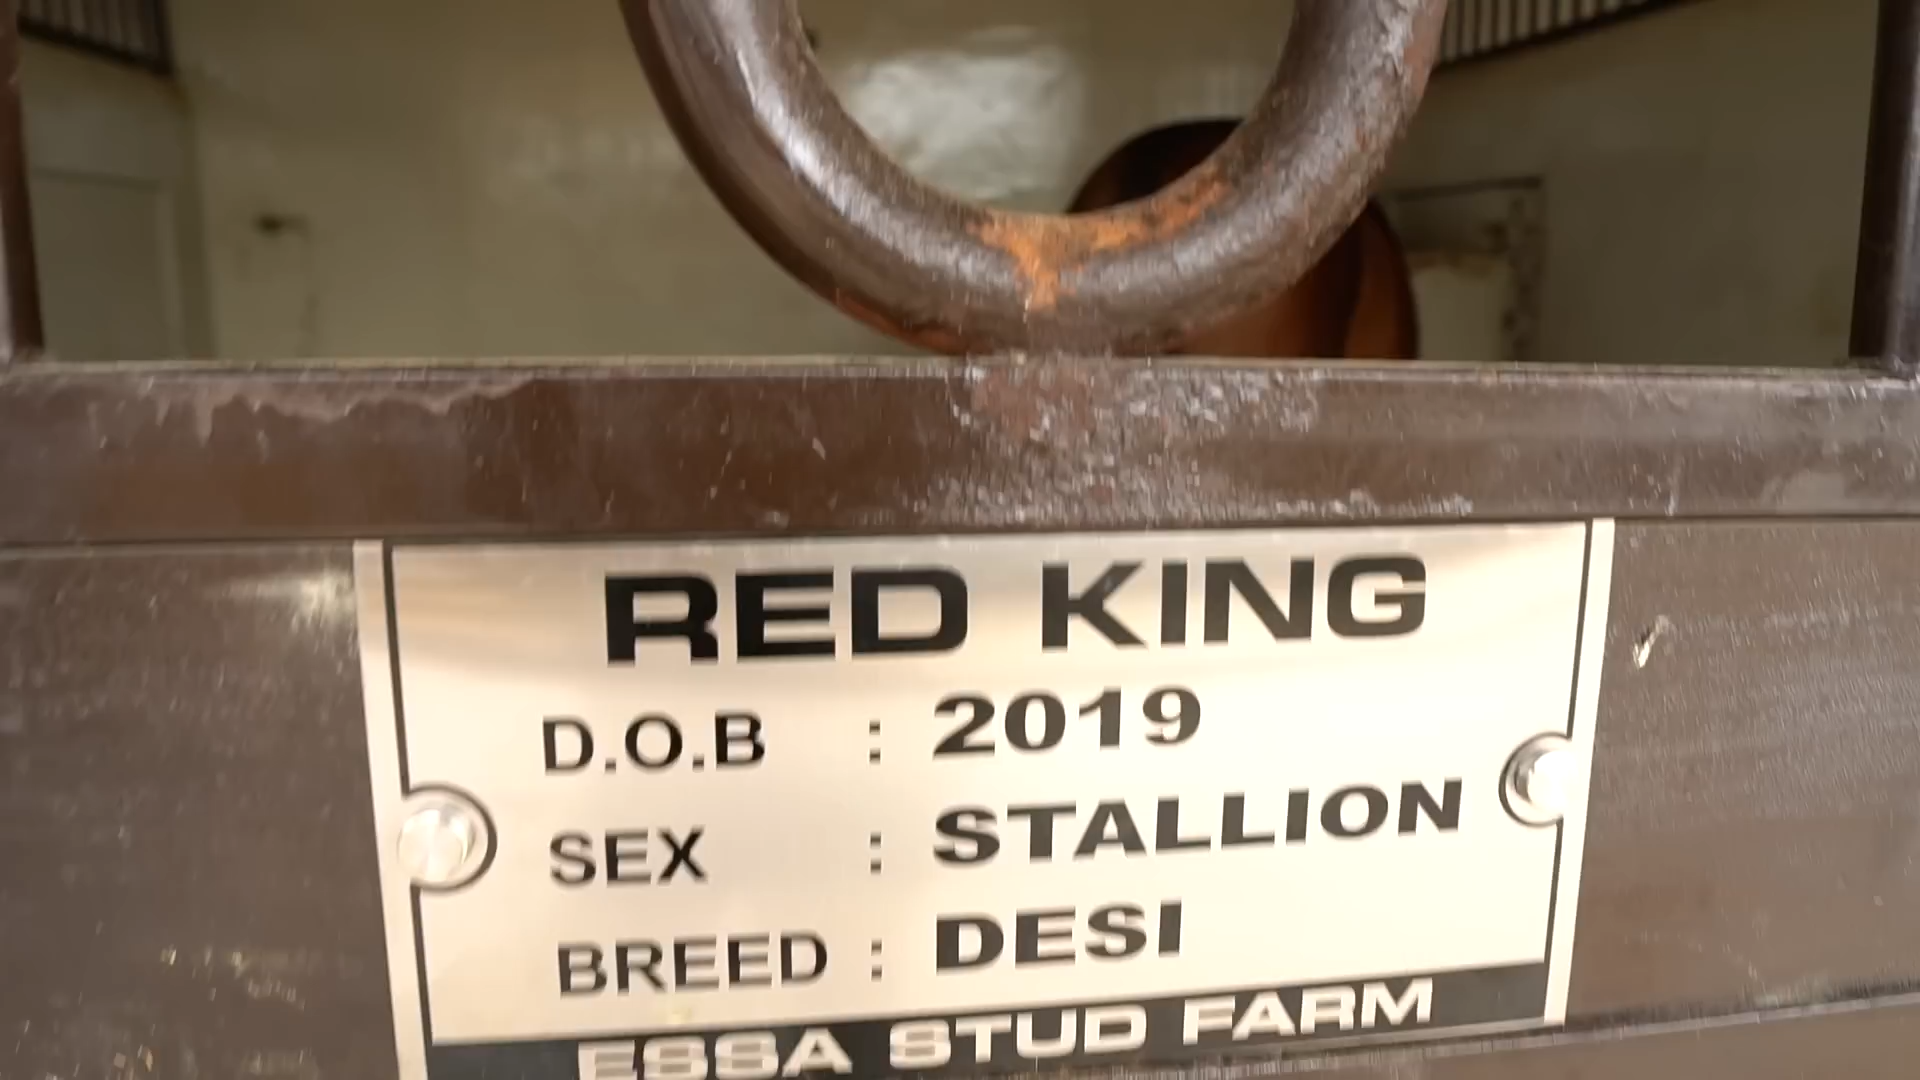 RED KING
D.O.B : 2019
SEX : STALLION
BREED : DESI
ESSA STUD FARM